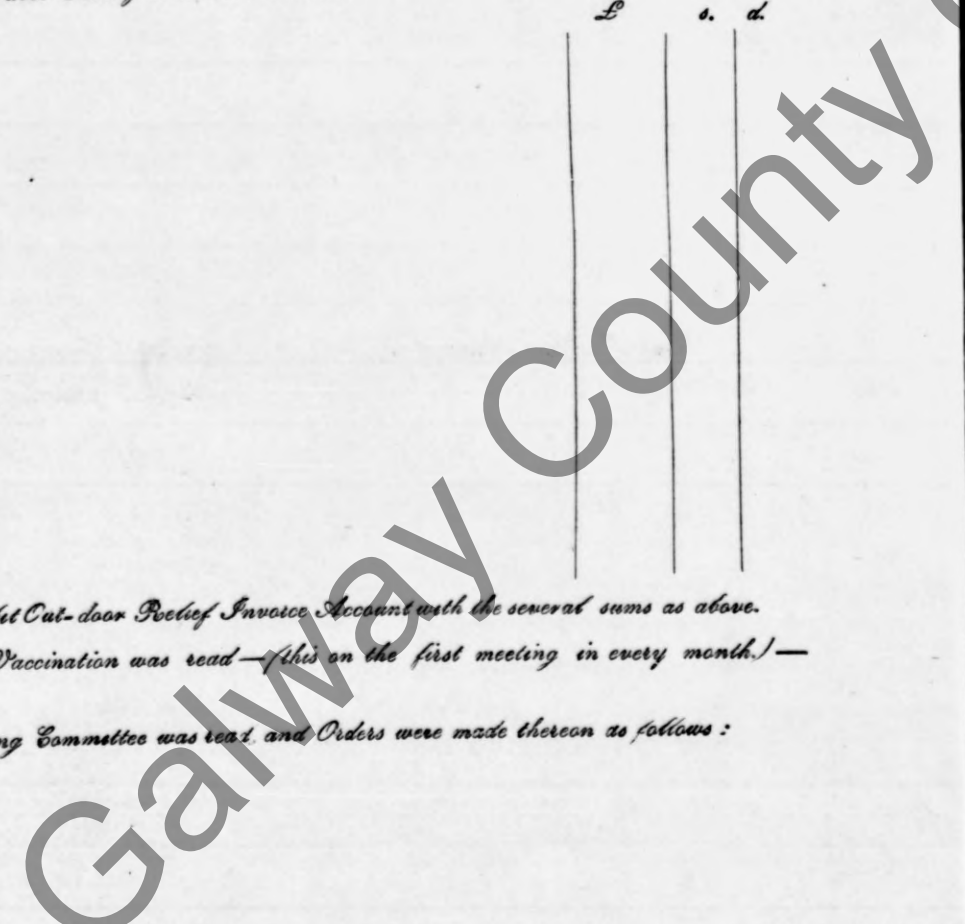 £ s. d.
Out-door Relief Invoice Account with the several sums as above.
Vaccination was read—(this on the first meeting in every month.)—
Committee was read and Orders were made thereon as follows:
Galway County